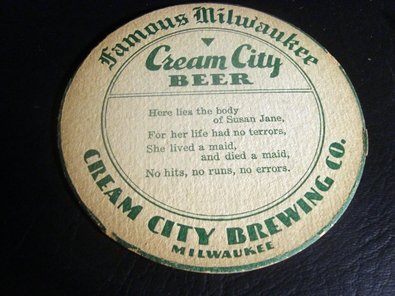 Famous Milwaukee
Cream City
BEER
Here lies the body
of Susan Jane,
For her life had no terrors,
She lived a maid,
and died a maid,
No hits, no runs, no errors.
CREAM CITY BREWING CO.
MILWAUKEE